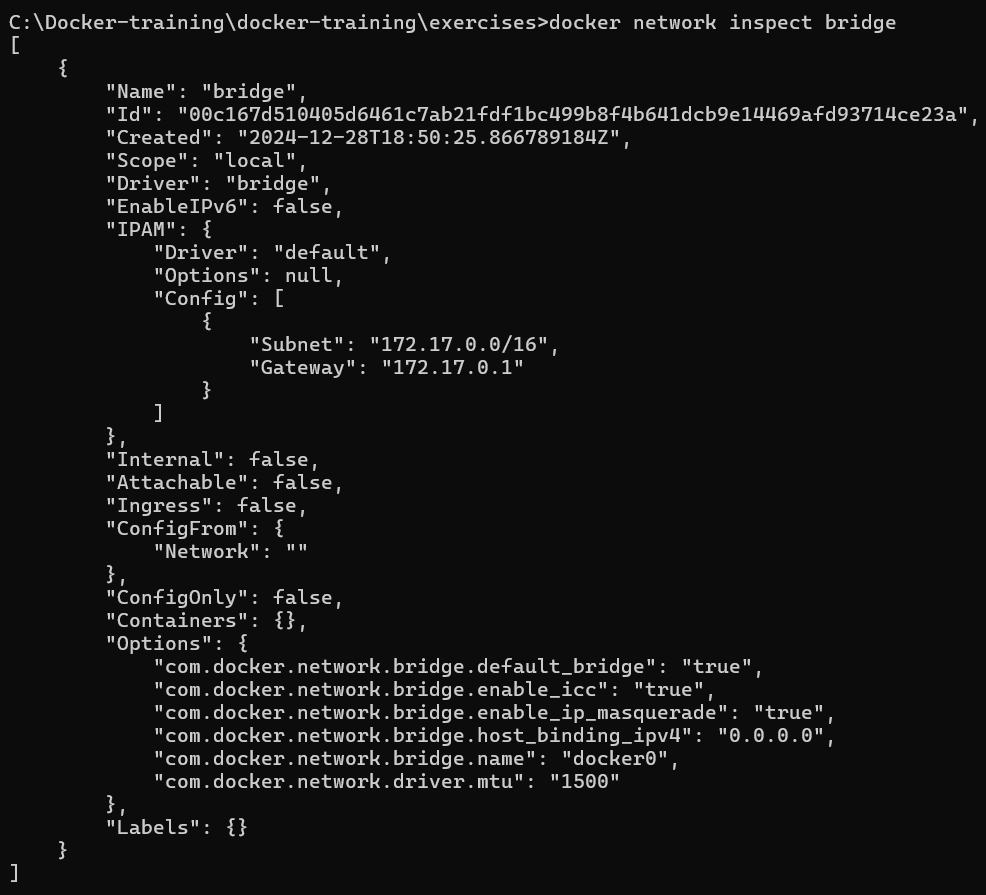 C:\Docker-training\docker-training\exercises>docker network inspect bridge
[
    {
        "Name": "bridge",
        "Id": "00c167d510405d6461c7ab21fdf1bc499b8f4b641dcb9e14469afd93714ce23a",
        "Created": "2024-12-28T18:50:25.866789184Z",
        "Scope": "local",
        "Driver": "bridge",
        "EnableIPv6": false,
        "IPAM": {
            "Driver": "default",
            "Options": null,
            "Config": [
                {
                    "Subnet": "172.17.0.0/16",
                    "Gateway": "172.17.0.1"
                }
            ]
        },
        "Internal": false,
        "Attachable": false,
        "Ingress": false,
        "ConfigFrom": {
            "Network": ""
        },
        "ConfigOnly": false,
        "Containers": {},
        "Options": {
            "com.docker.network.bridge.default_bridge": "true",
            "com.docker.network.bridge.enable_icc": "true",
            "com.docker.network.bridge.enable_ip_masquerade": "true",
            "com.docker.network.bridge.host_binding_ipv4": "0.0.0.0",
            "com.docker.network.bridge.name": "docker0",
            "com.docker.network.driver.mtu": "1500"
        },
        "Labels": {}
    }
]